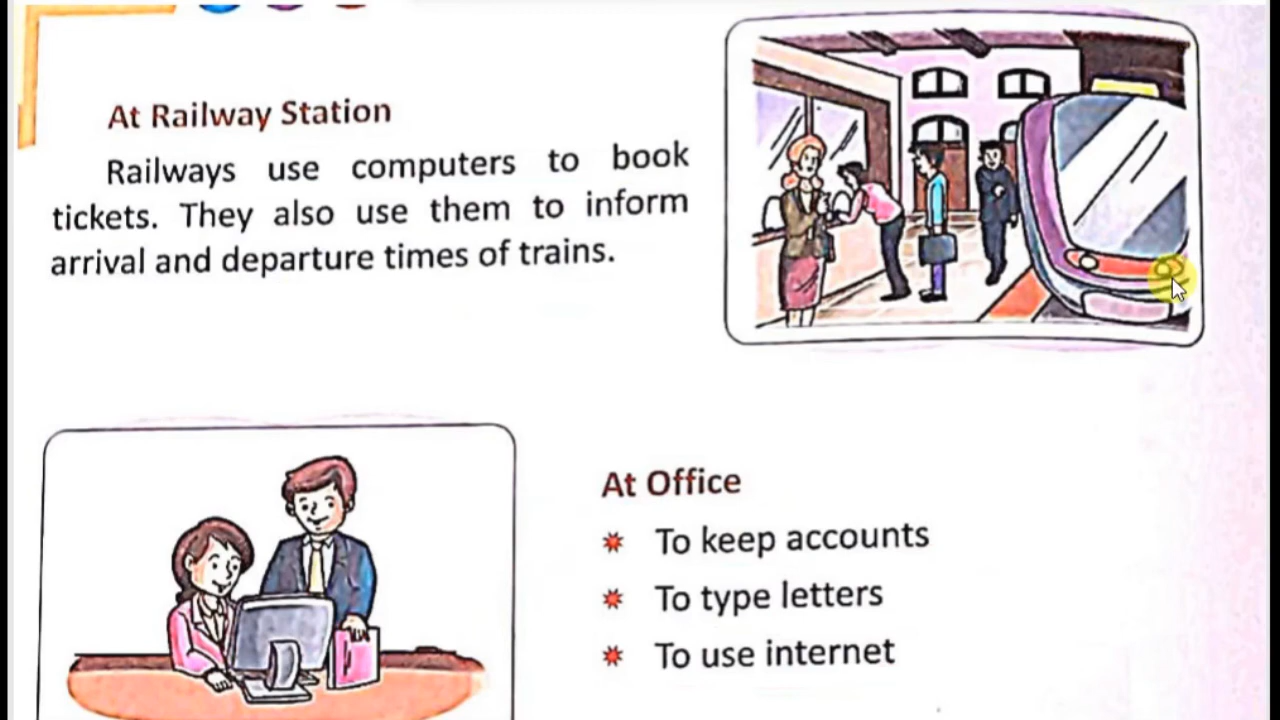 At Railway Station
Railways use computers to book
tickets. They also use them to inform
arrival and departure times of trains.
At Office
To keep accounts
To type letters
To use internet